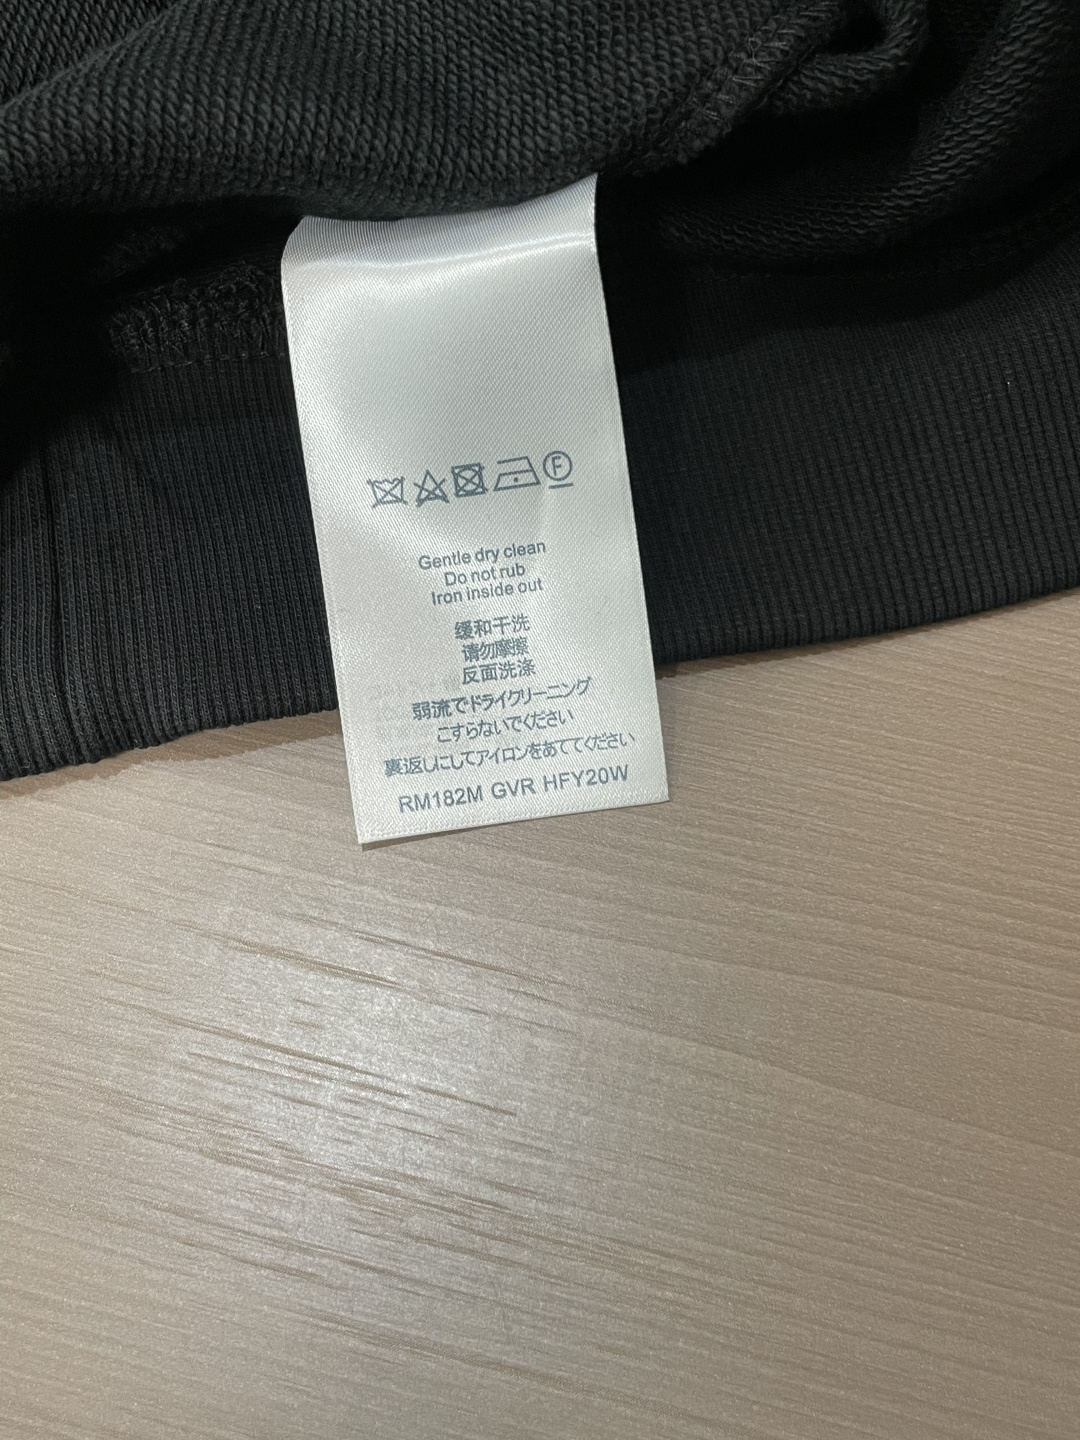 F
Gentle dry clean
Do not rub
Iron inside out
缓和干洗
请勿摩擦
反面洗涤
弱流でドライクリーニング
こすらないでください
裏返しにしてアイロンをあててください
RM182M GVR HFY20W